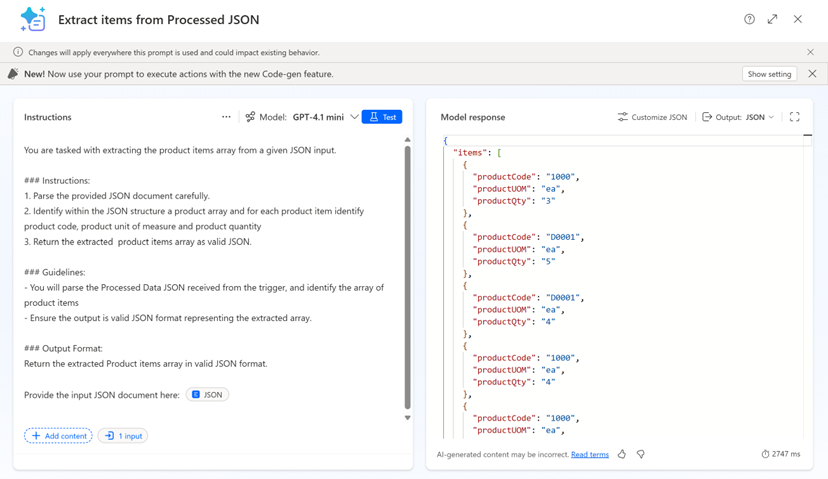 Extract items from Processed JSON
Changes will apply everywhere this prompt is used and could impact existing behavior.
New! Now use your prompt to execute actions with the new Code-gen feature.
Show setting
Instructions
Model: GPT-4.1 mini
Test
You are tasked with extracting the product items array from a given JSON input.
### Instructions:
1. Parse the provided JSON document carefully.
2. Identify within the JSON structure a product array and for each product item identify
product code, product unit of measure and product quantity
3. Return the extracted  product items array as valid JSON.
### Guidelines:
- You will parse the Processed Data JSON received from the trigger, and identify the array of
product items
- Ensure the output is valid JSON format representing the extracted array.
### Output Format:
Return the extracted Product items array in valid JSON format.
Provide the input JSON document here: JSON
Add content
1 input
Model response
Customize JSON
Output: JSON
{
"items": [
{
"productCode": "1000",
"productUOM": "ea",
"productQty": "3"
},
{
"productCode": "D0001",
"productUOM": "ea",
"productQty": "5"
},
{
"productCode": "D0001",
"productUOM": "ea",
"productQty": "4"
},
{
"productCode": "1000",
"productUOM": "ea",
"productQty": "4"
},
{
"productCode": "1000",
"productUOM": "ea",
AI-generated content may be incorrect. Read terms
2747 ms